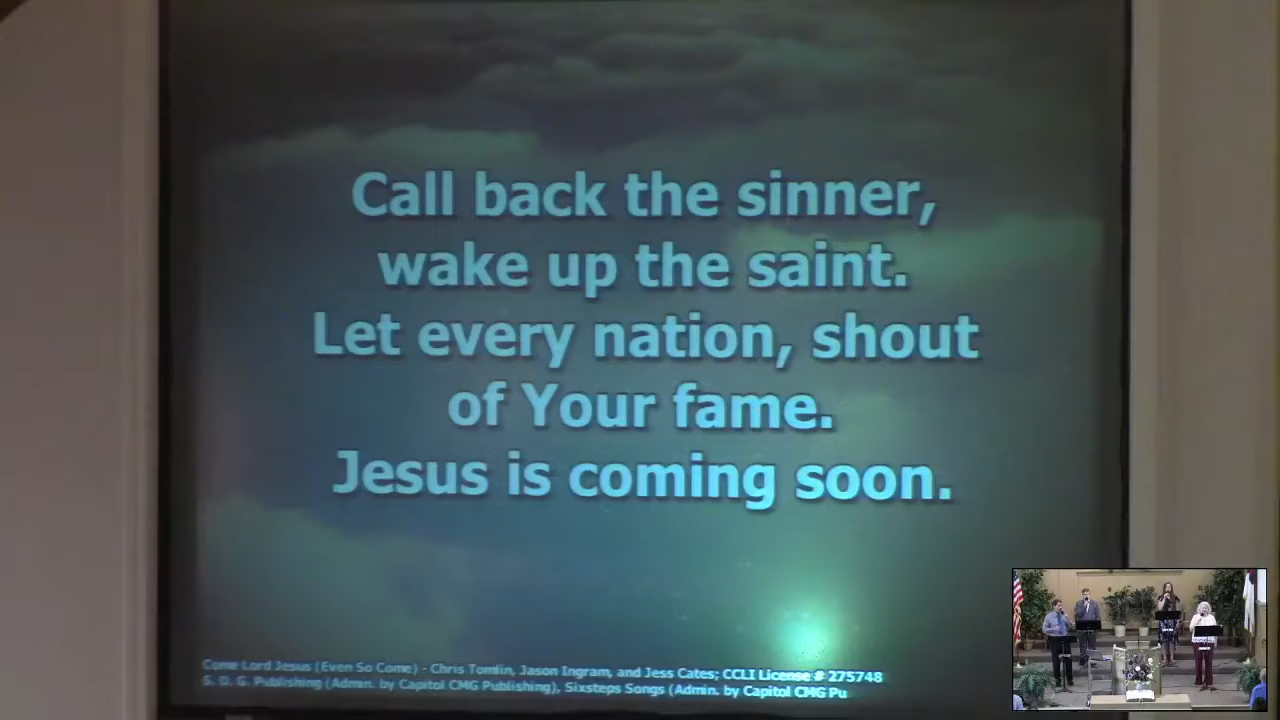 Call back the sinner,
wake up the saint.
Let every nation, shout
of Your fame.
Jesus is coming soon.
Come Lord Jesus (Even So Come) - Chris Tomlin, Jason Ingram, and Jess Cates; CCLI License # 275748
S. D. G. Publishing (Admin. by Capitol CMG Publishing), Sixsteps Songs (Admin. by Capitol CMG Pu